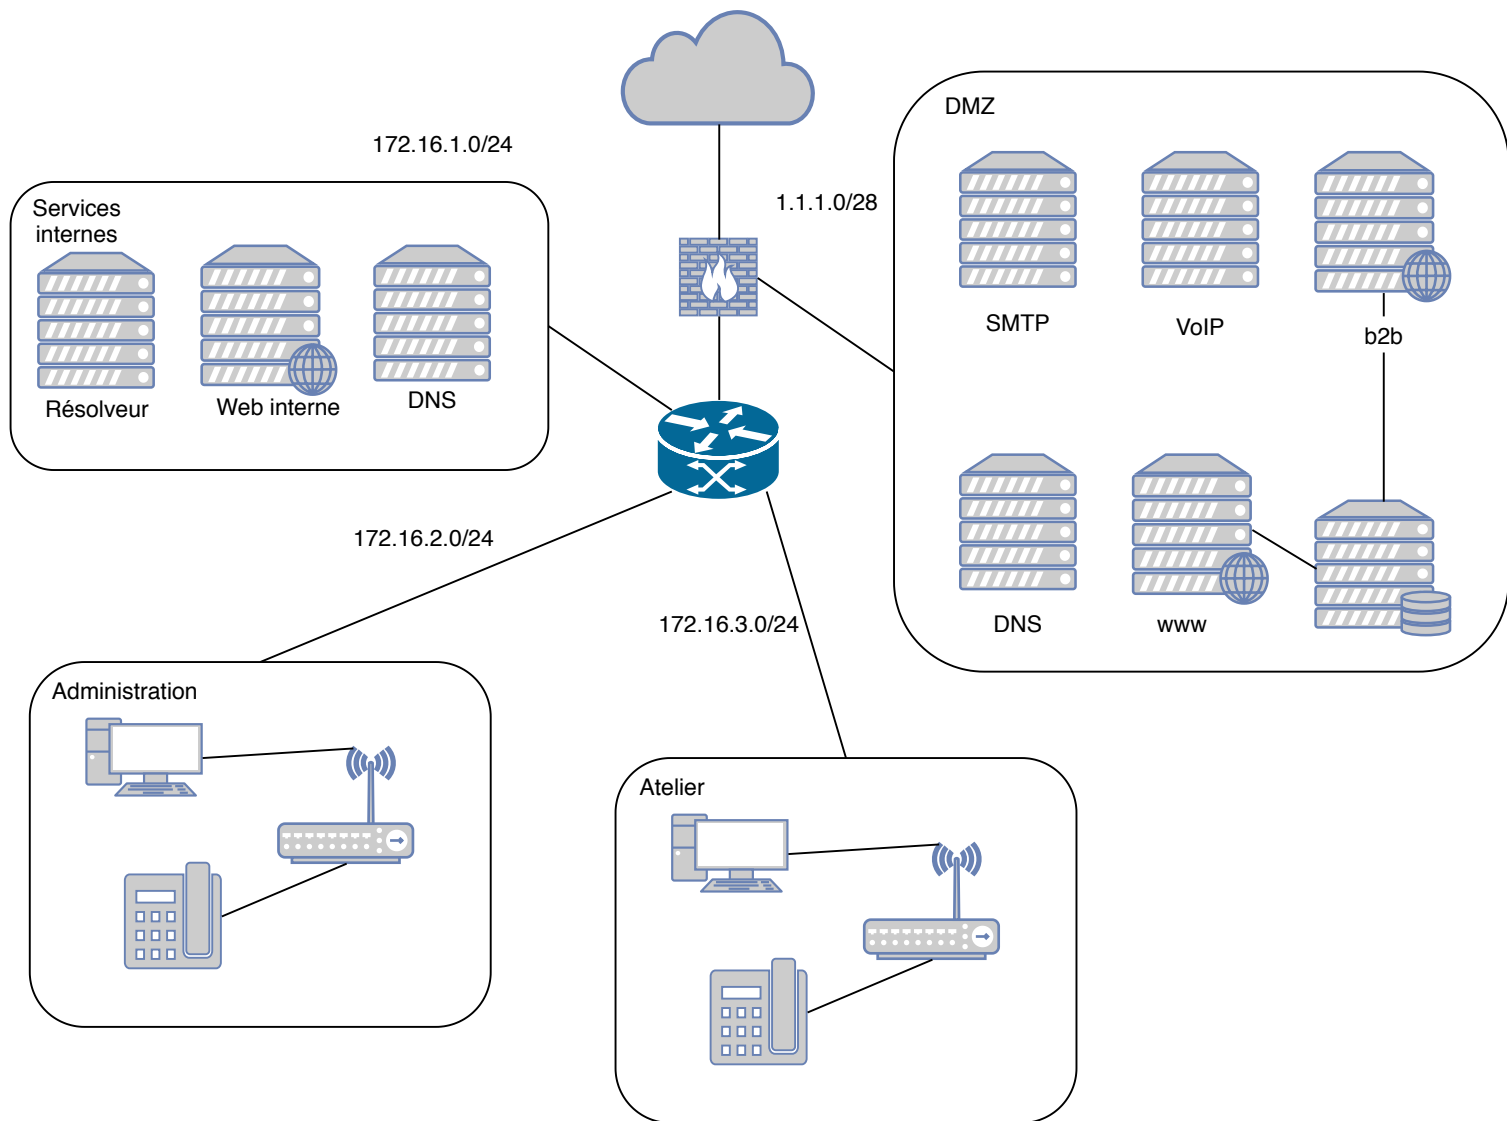 172.16.1.0/24
DMZ
Services
internes
1.1.1.0/28
Résolveur
Web interne
DNS
SMTP
VoIP
b2b
172.16.2.0/24
172.16.3.0/24
DNS
www
Administration
Atelier